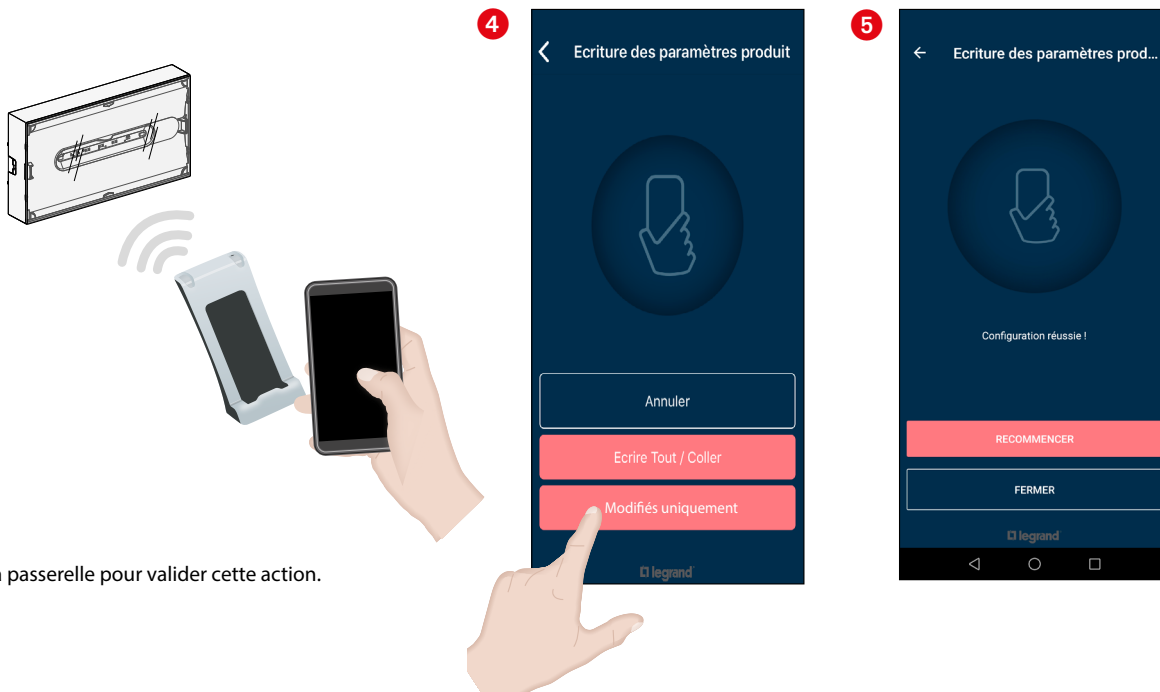 4
Ecriture des paramètres produit
Annuler
Ecrire Tout / Coller
Modifiés uniquement
legrand
5
Ecriture des paramètres prod...
Configuration réussie !
RECOMMENCER
FERMER
legrand
passerelle pour valider cette action.